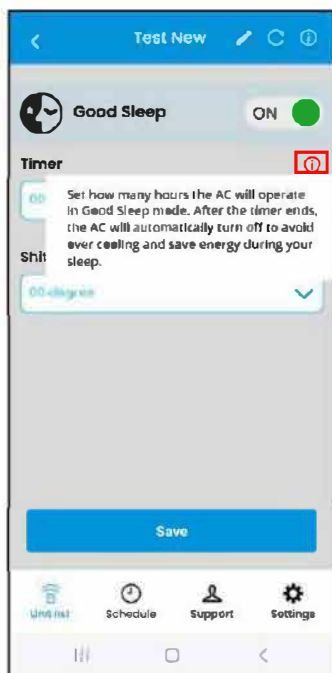 Test New
Good Sleep
ON
Timer
00
Set how many hours the AC will operate
in Good Sleep mode. After the timer ends,
the AC will automatically turn off to avoid
over cooling and save energy during your
sleep.
Shif
00 degree
Save
Unit list
Schedule
Support
Settings